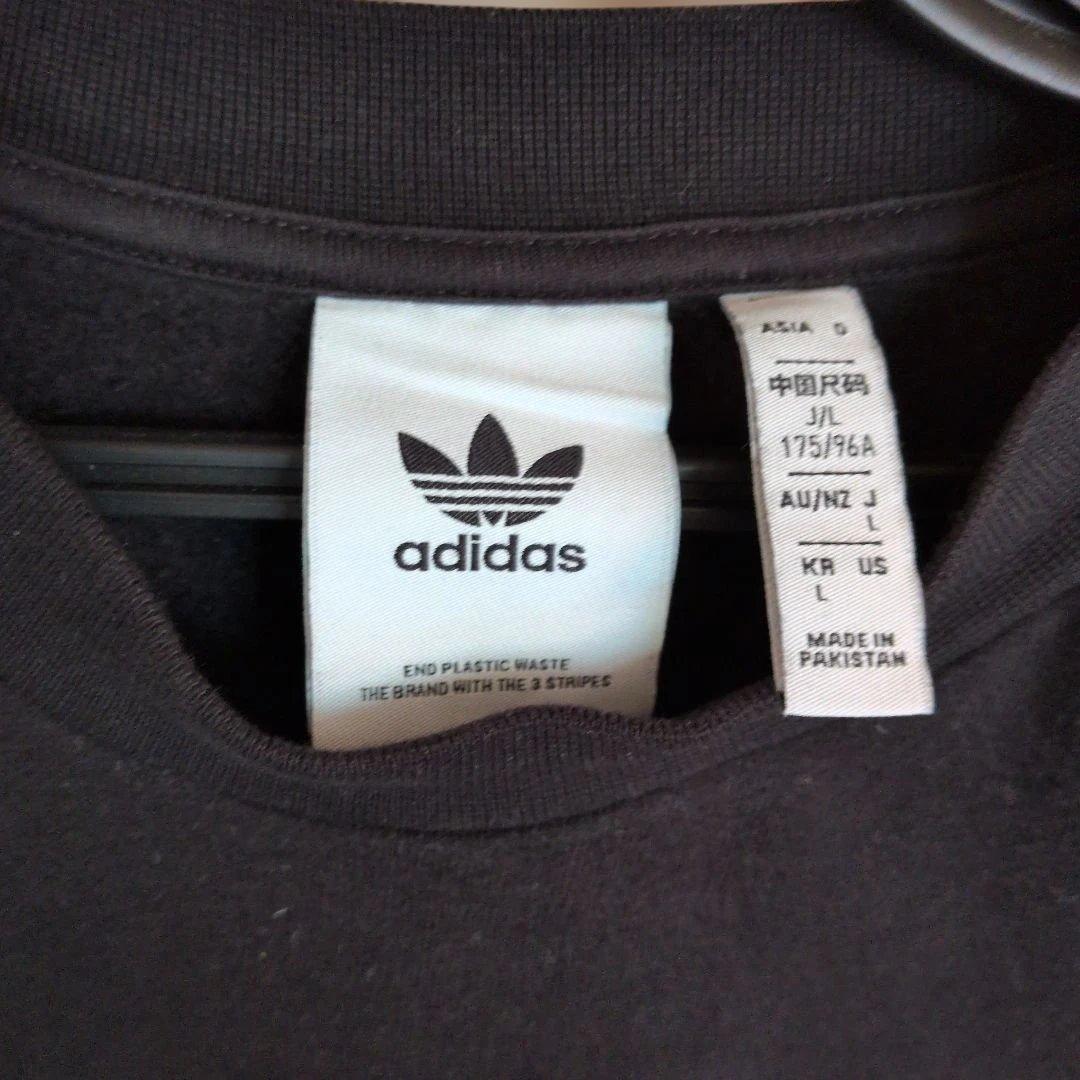 adidas
END PLASTIC WASTE
THE BRAND WITH THE 3 STRIPES
ASIA O
中国尺码
J/L
175/96A
AU/NZ J
L
KR US
L
MADE IN
PAKISTAN